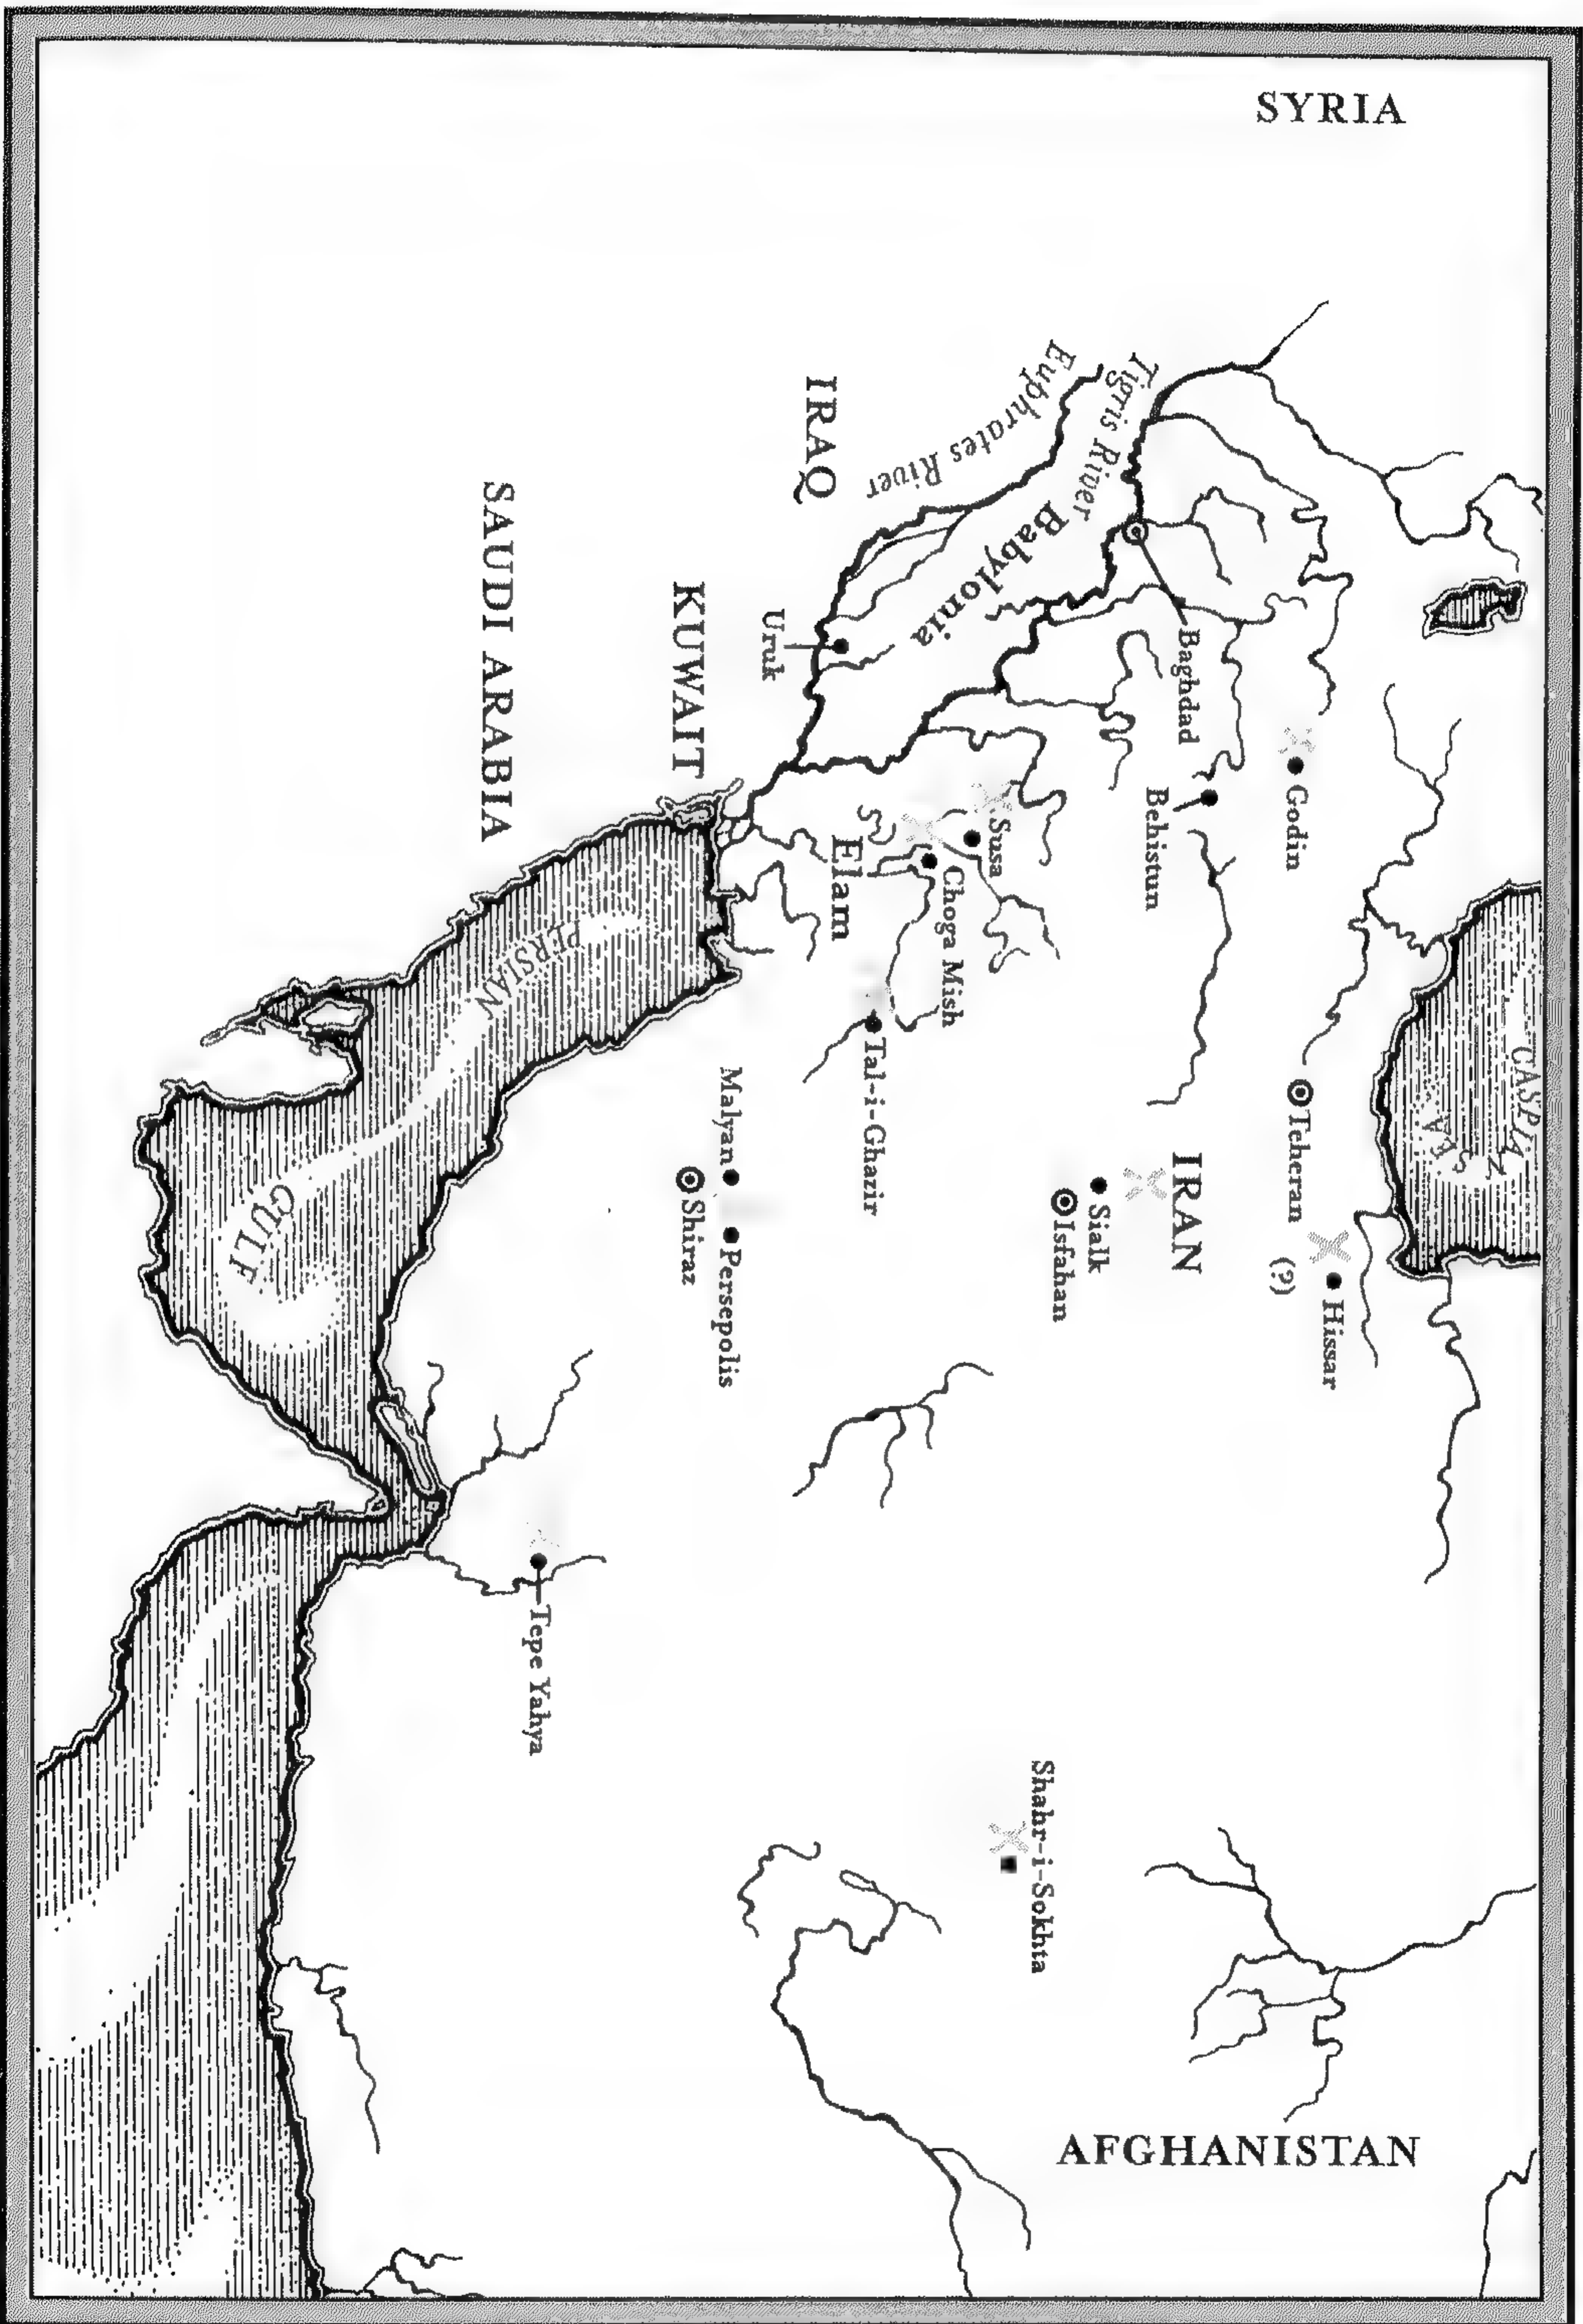 SYRIA
CASPIAN
SEA
Tigris River
Euphrates River
Babylonia
Baghdad
Godin
Behistun
Teheran
(?)
Hissar
IRAN
Sialk
Isfahan
Shahr-i-Sokhta
AFGHANISTAN
Susa
Choga Mish
Elam
Tal-i-Ghazir
IRAQ
Uruk
KUWAIT
Malyan
Persepolis
Shiraz
SAUDI ARABIA
PERSIAN
GULF
Tepe Yahya